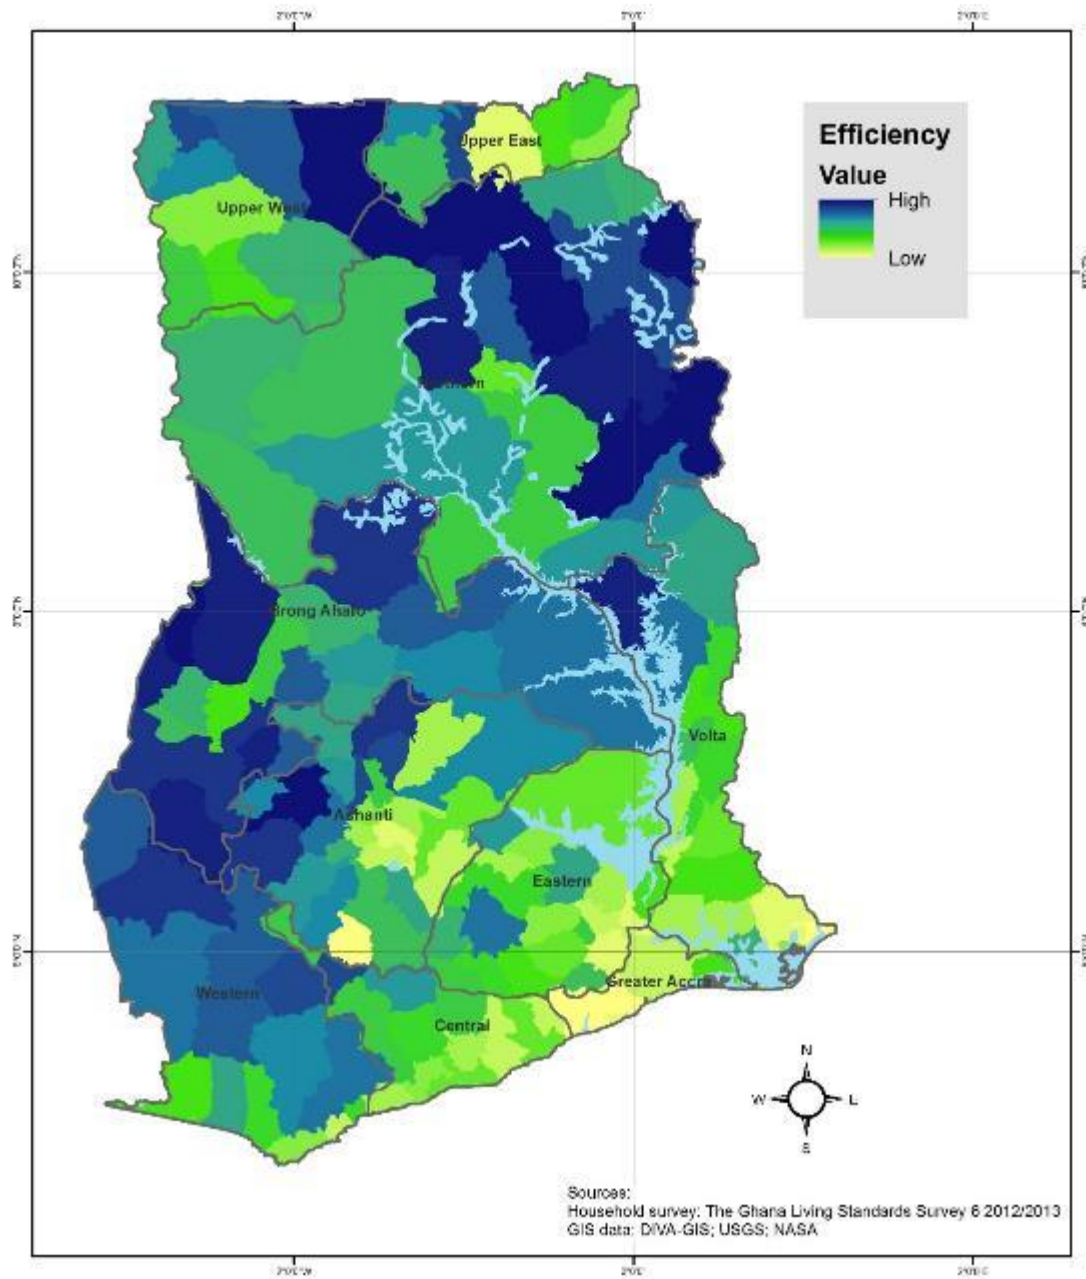 Efficiency
Value
High
Low
Upper East
Upper West
Northern
Brong Ahafo
Volta
Ashanti
Eastern
Greater Accra
Western
Central
N
W
L
S
Sources:
Household survey: The Ghana Living Standards Survey 6 2012/2013
GIS data: DIVA-GIS; USGS; NASA